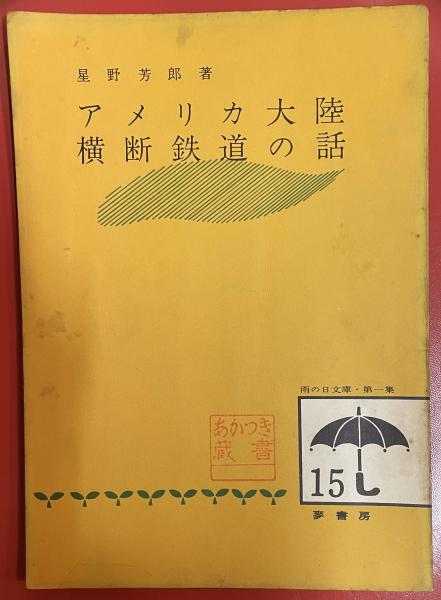 星野芳郎著
アメリカ大陸
横断鉄道の話
雨の日文庫・第一集
あかつき
蔵書
15
夢書房